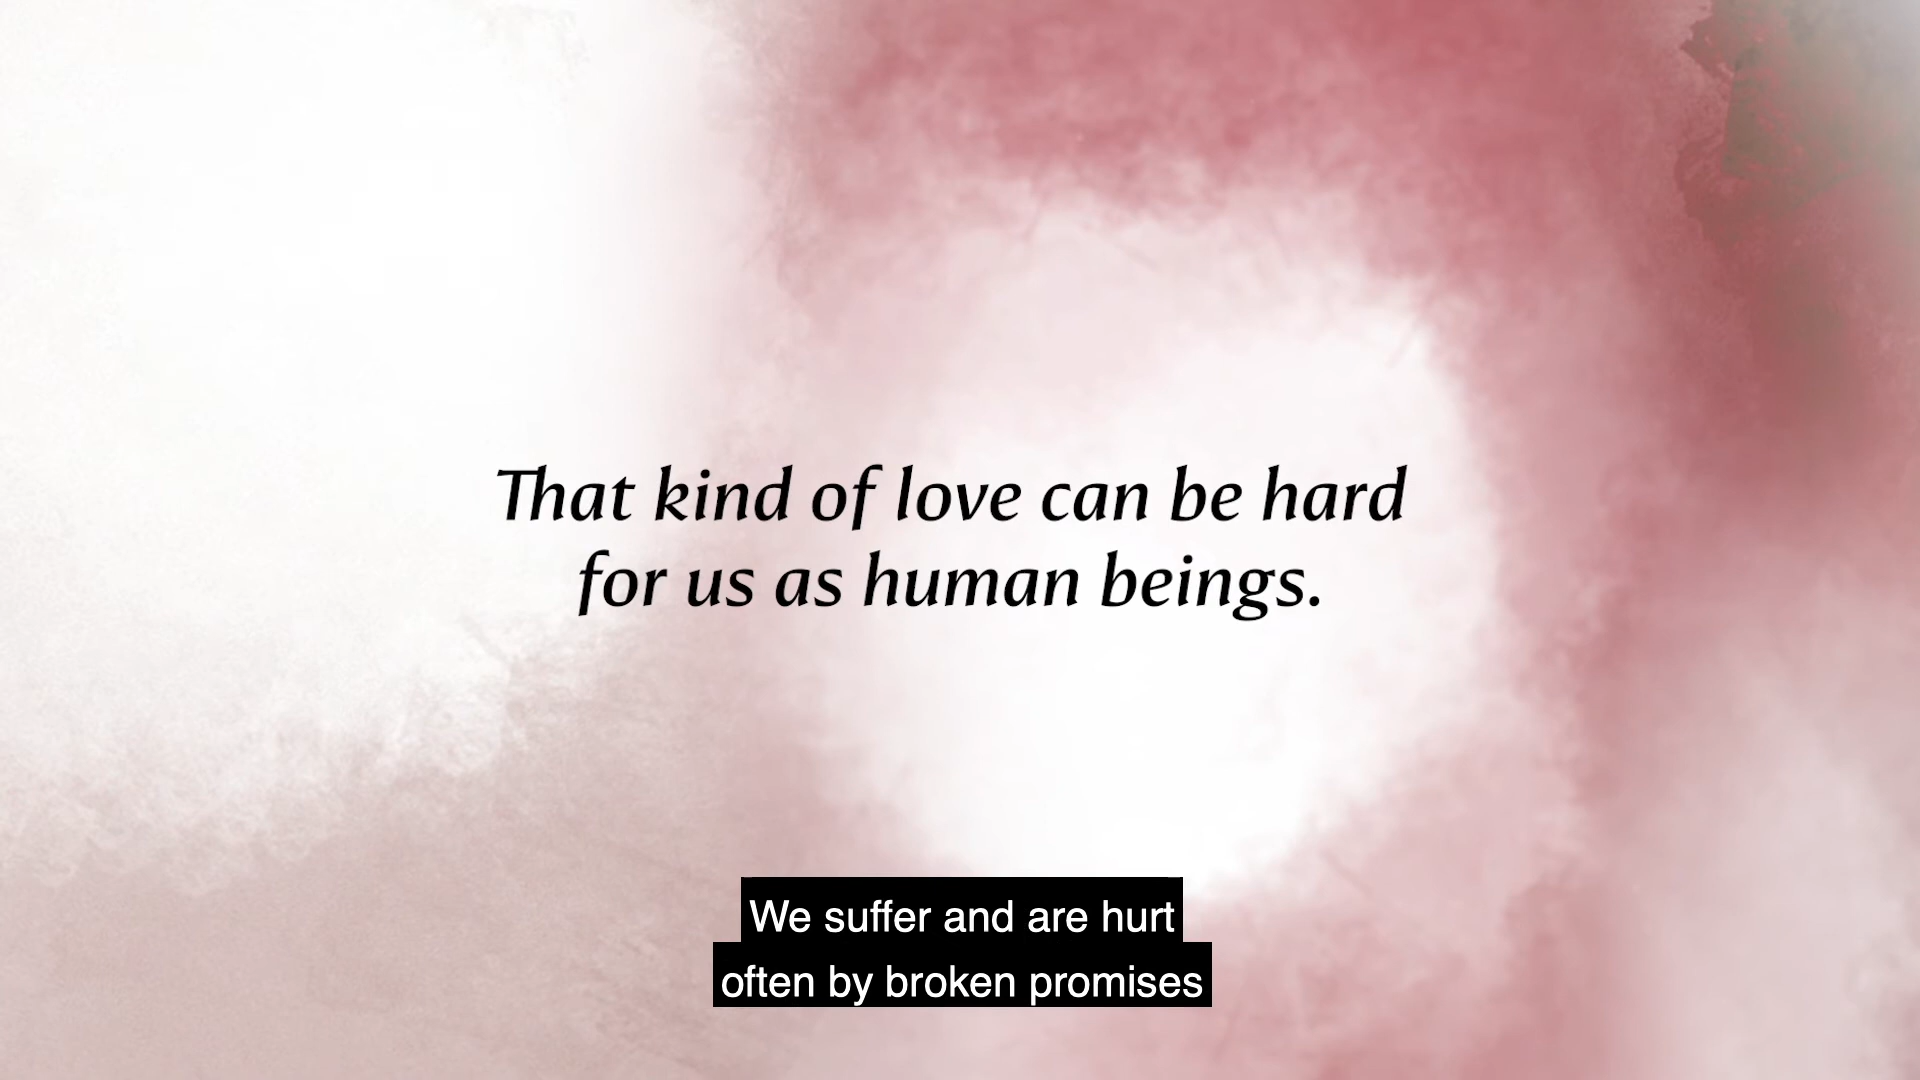 That kind of love can be hard
for us as human beings.
We suffer and are hurt
often by broken promises